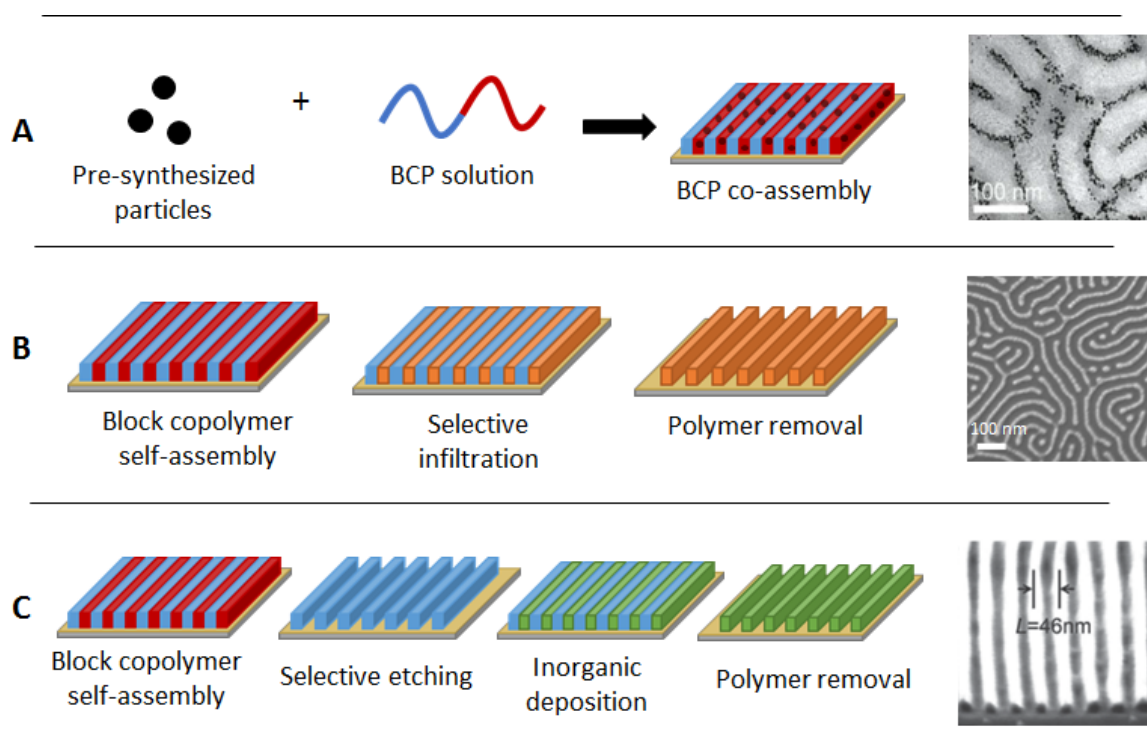 A
+
Pre-synthesized
particles
BCP solution
BCP co-assembly
100 nm
B
Block copolymer
self-assembly
Selective
infiltration
Polymer removal
100 nm
C
Block copolymer
self-assembly
Selective etching
Inorganic
deposition
Polymer removal
L=46nm